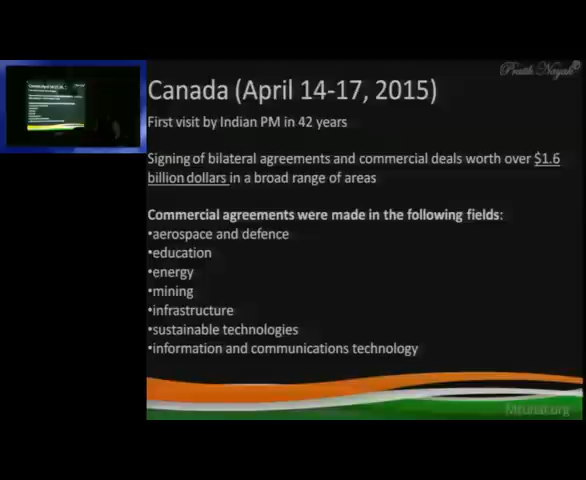 Pratik Nayak
Canada (April 14-17, 2015)
First visit by Indian PM in 42 years
Signing of bilateral agreements and commercial deals worth over $1.6
billion dollars in a broad range of areas
Commercial agreements were made in the following fields:
•aerospace and defence
•education
•energy
•mining
•infrastructure
•sustainable technologies
•information and communications technology